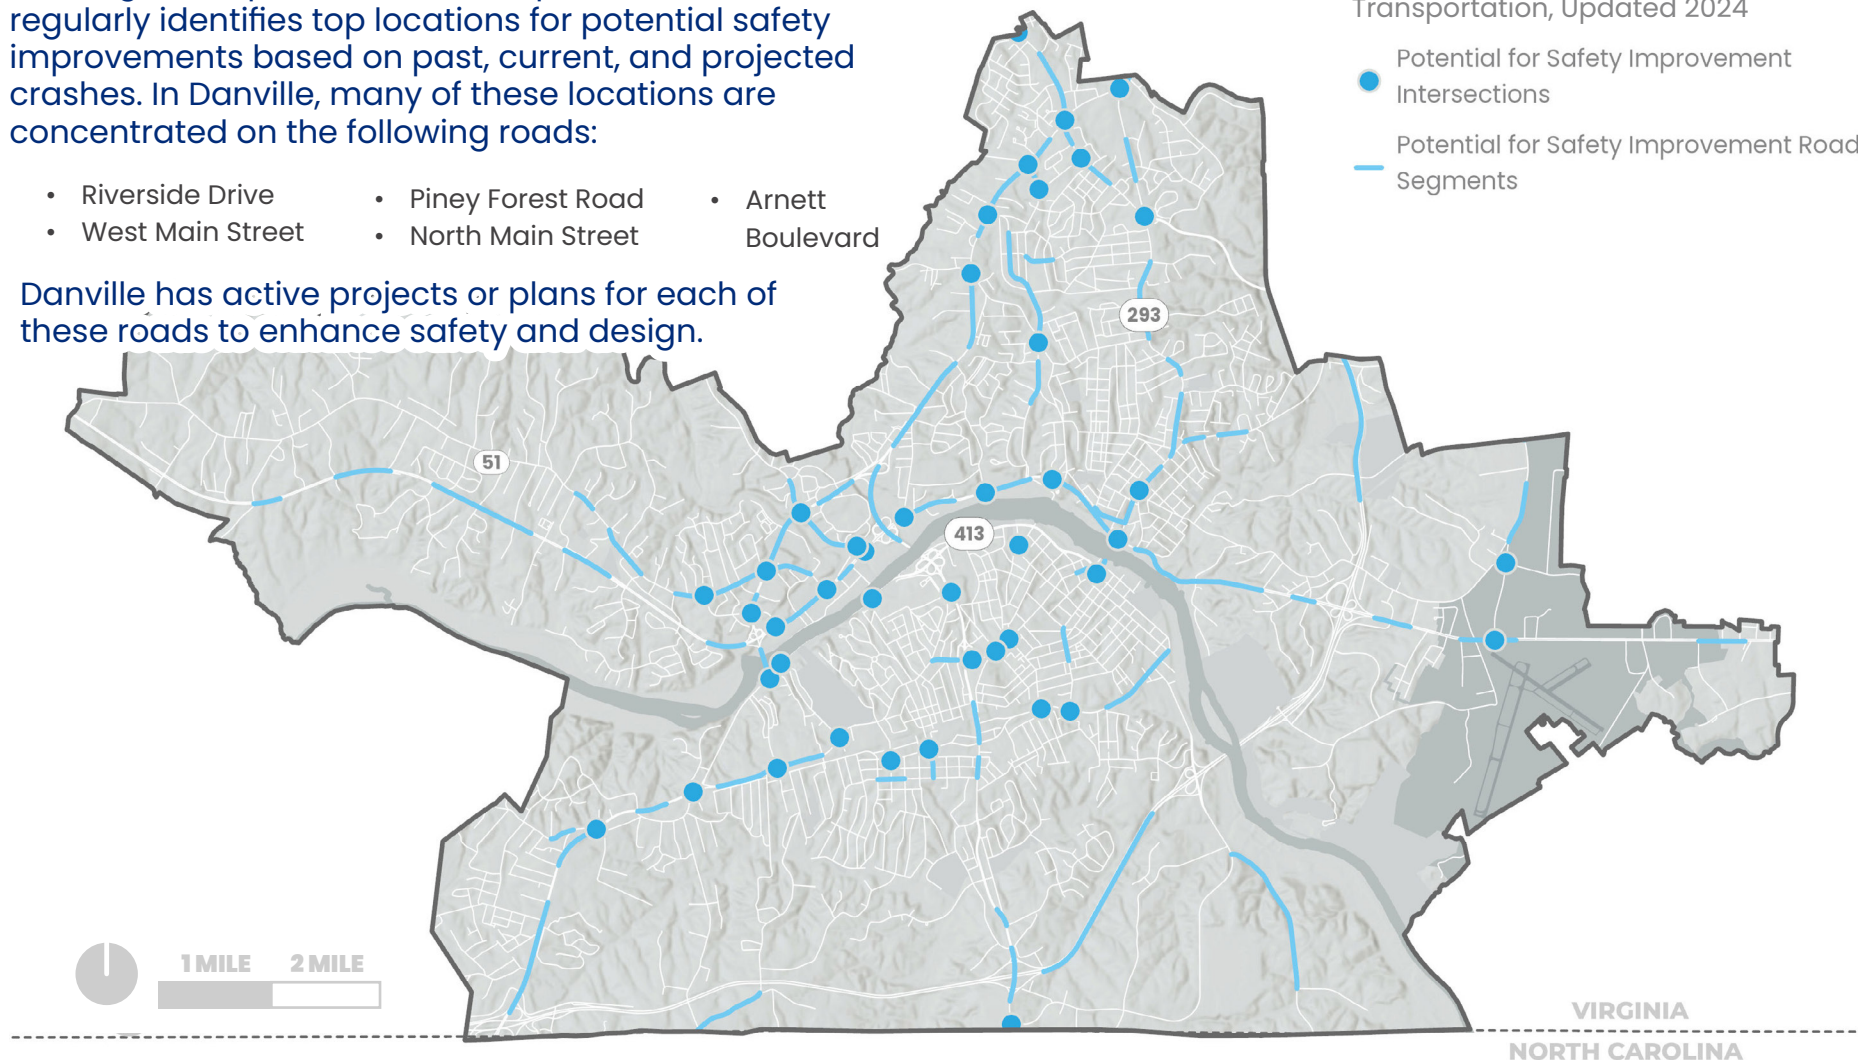 regularly identifies top locations for potential safety
improvements based on past, current, and projected
crashes. In Danville, many of these locations are
concentrated on the following roads:
• Riverside Drive
• West Main Street
• Piney Forest Road
• North Main Street
• Arnett
Boulevard
Danville has active projects or plans for each of
these roads to enhance safety and design.
Transportation, Updated 2024
Potential for Safety Improvement
Intersections
Potential for Safety Improvement Road
Segments
293
51
413
1 MILE 2 MILE
VIRGINIA
NORTH CAROLINA